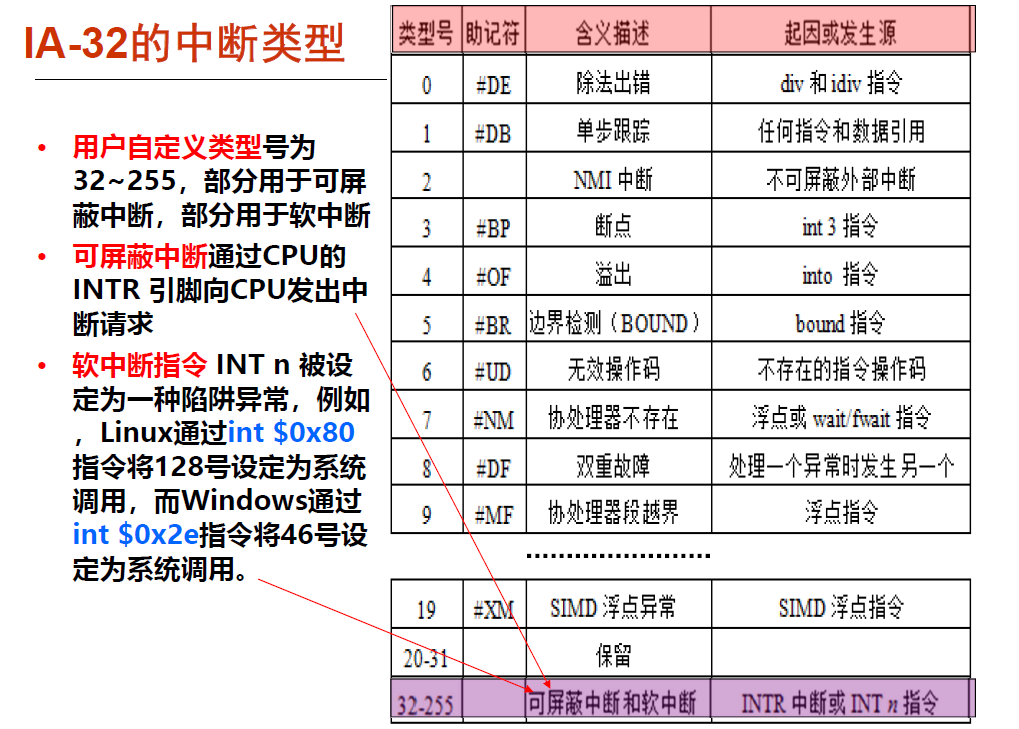 IA-32的中断类型
• 用户自定义类型号为
32~255，部分用于可屏
蔽中断，部分用于软中断
• 可屏蔽中断通过CPU的
INTR 引脚向CPU发出中
断请求
• 软中断指令 INT n 被设
定为一种陷阱异常，例如
，Linux通过int $0x80
指令将128号设定为系统
调用，而Windows通过
int $0x2e指令将46号设
定为系统调用。
类型号 助记符 含义描述 起因或发生源
0 #DE 除法出错 div 和 idiv 指令
1 #DB 单步跟踪 任何指令和数据引用
2 NMI 中断 不可屏蔽外部中断
3 #BP 断点 int 3 指令
4 #OF 溢出 into 指令
5 #BR 边界检测（BOUND） bound 指令
6 #UD 无效操作码 不存在的指令操作码
7 #NM 协处理器不存在 浮点或 wait/fwait 指令
8 #DF 双重故障 处理一个异常时发生另一个
9 #MF 协处理器段越界 浮点指令
…………………
19 #XM SIMD 浮点异常 SIMD 浮点指令
20-31 保留
32-255 可屏蔽中断和软中断 INTR 中断或 INT n 指令